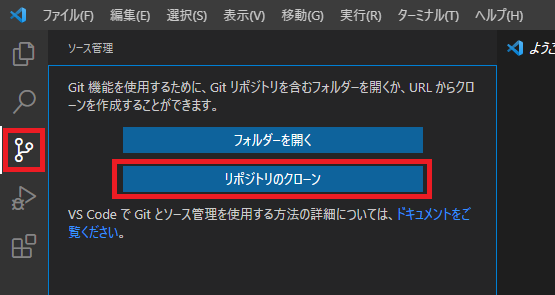 ファイル(F) 編集(E) 選択(S) 表示(V) 移動(G) 実行(R) ターミナル(T) ヘルプ(H)
ソース管理
ようこ
Git 機能を使用するために、Git リポジトリを含むフォルダーを開くか、URL からクロ
ーンを作成することができます。
フォルダーを開く
リポジトリのクローン
VS Code で Git とソース管理を使用する方法の詳細については、ドキュメントをご
覧ください。